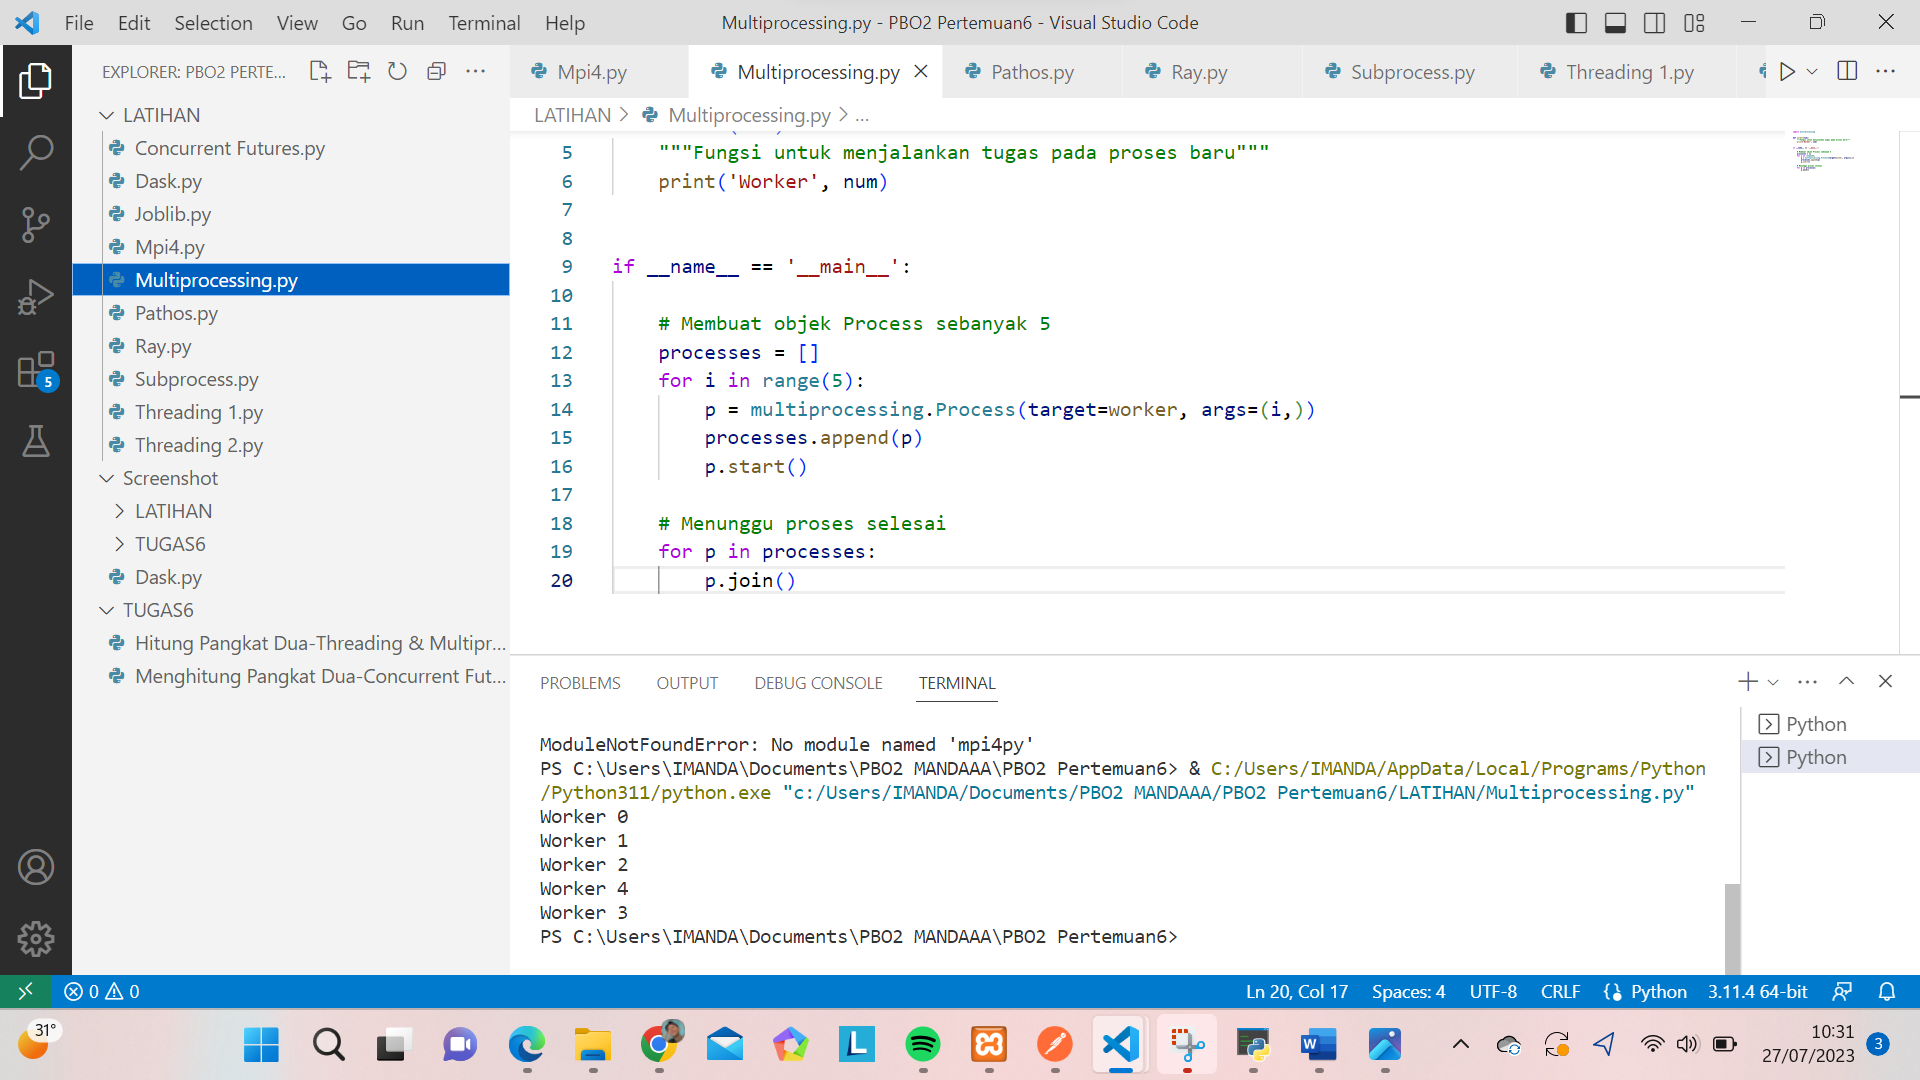 File Edit Selection View Go Run Terminal Help
Multiprocessing.py - PBO2 Pertemuan6 - Visual Studio Code
EXPLORER: PBO2 PERTE...
LATIHAN
Concurrent Futures.py
Dask.py
Joblib.py
Mpi4.py
Multiprocessing.py
Pathos.py
Ray.py
Subprocess.py
Threading 1.py
Threading 2.py
Screenshot
LATIHAN
TUGAS6
Dask.py
TUGAS6
Hitung Pangkat Dua-Threading & Multipr...
Menghitung Pangkat Dua-Concurrent Fut...
5
Mpi4.py Multiprocessing.py Pathos.py Ray.py Subprocess.py Threading 1.py
LATIHAN > Multiprocessing.py > ...
5 """Fungsi untuk menjalankan tugas pada proses baru"""
6 print('Worker', num)
7
8
9 if __name__ == '__main__':
10
11 # Membuat objek Process sebanyak 5
12 processes = []
13 for i in range(5):
14 p = multiprocessing.Process(target=worker, args=(i,))
15 processes.append(p)
16 p.start()
17
18 # Menunggu proses selesai
19 for p in processes:
20 p.join()
PROBLEMS OUTPUT DEBUG CONSOLE TERMINAL
Python
Python
ModuleNotFoundError: No module named 'mpi4py'
PS C:\Users\IMANDA\Documents\PBO2 MANDAAA\PBO2 Pertemuan6> & C:/Users/IMANDA/AppData/Local/Programs/Python
/Python311/python.exe "c:/Users/IMANDA/Documents/PBO2 MANDAAA/PBO2 Pertemuan6/LATIHAN/Multiprocessing.py"
Worker 0
Worker 1
Worker 2
Worker 4
Worker 3
PS C:\Users\IMANDA\Documents\PBO2 MANDAAA\PBO2 Pertemuan6>
0 0
Ln 20, Col 17 Spaces: 4 UTF-8 CRLF Python 3.11.4 64-bit
31°
10:31
27/07/2023
3